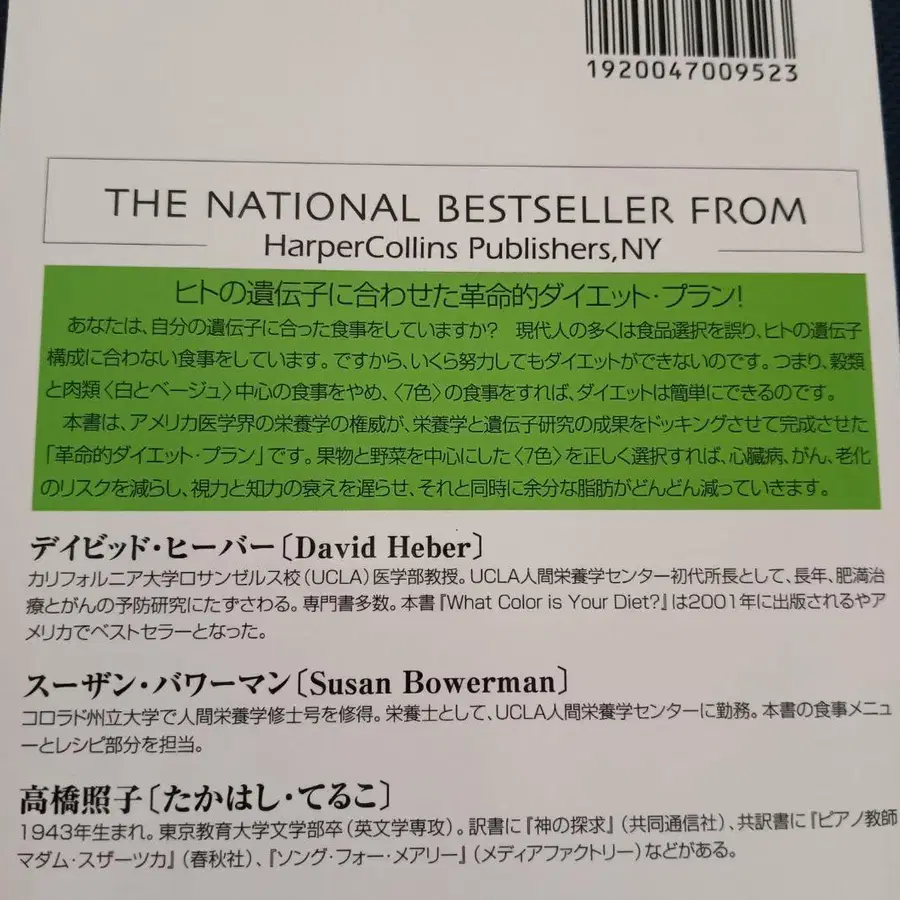 1920047009523
THE NATIONAL BESTSELLER FROM
HarperCollins Publishers,NY
ヒトの遺伝子に合わせた革命的ダイエット・プラン!
あなたは、自分の遺伝子に合った食事をしていますか? 現代人の多くは食品選択を誤り、ヒトの遺伝子
構成に合わない食事をしています。ですから、いくら努力してもダイエットができないのです。つまり、穀類
と肉類〈白とベージュ〉中心の食事をやめ、〈7色〉の食事をすれば、ダイエットは簡単にできるのです。
本書は、アメリカ医学界の栄養学の権威が、栄養学と遺伝子研究の成果をドッキングさせて完成させた
「革命的ダイエット・プラン」です。果物と野菜を中心にした〈7色〉を正しく選択すれば、心臓病、がん、老化
のリスクを減らし、視力と知力の衰えを遅らせ、それと同時に余分な脂肪がどんどん減っていきます。
デイビッド・ヒーバー〔David Heber〕
カリフォルニア大学ロサンゼルス校(UCLA)医学部教授。UCLA人間栄養学センター初代所長として、長年、肥満治
療とがんの予防研究にたずさわる。専門書多数。本書『What Color is Your Diet?』は2001年に出版されるやア
メリカでベストセラーとなった。
スーザン・バワーマン〔Susan Bowerman〕
コロラド州立大学で人間栄養学修士号を修得。栄養士として、UCLA人間栄養学センターに勤務。本書の食事メニュ
ーとレシピ部分を担当。
高橋照子〔たかはし・てるこ〕
1943年生まれ。東京教育大学文学部卒(英文学専攻)。訳書に『神の探求』(共同通信社)、共訳書に『ピアノ教師
マダム・スザーツカ』(春秋社)、『ソング・フォー・メアリー』(メディアファクトリー)などがある。